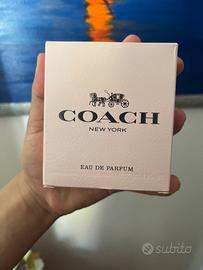 COACH
NEW YORK
EAU DE PARFUM
subito